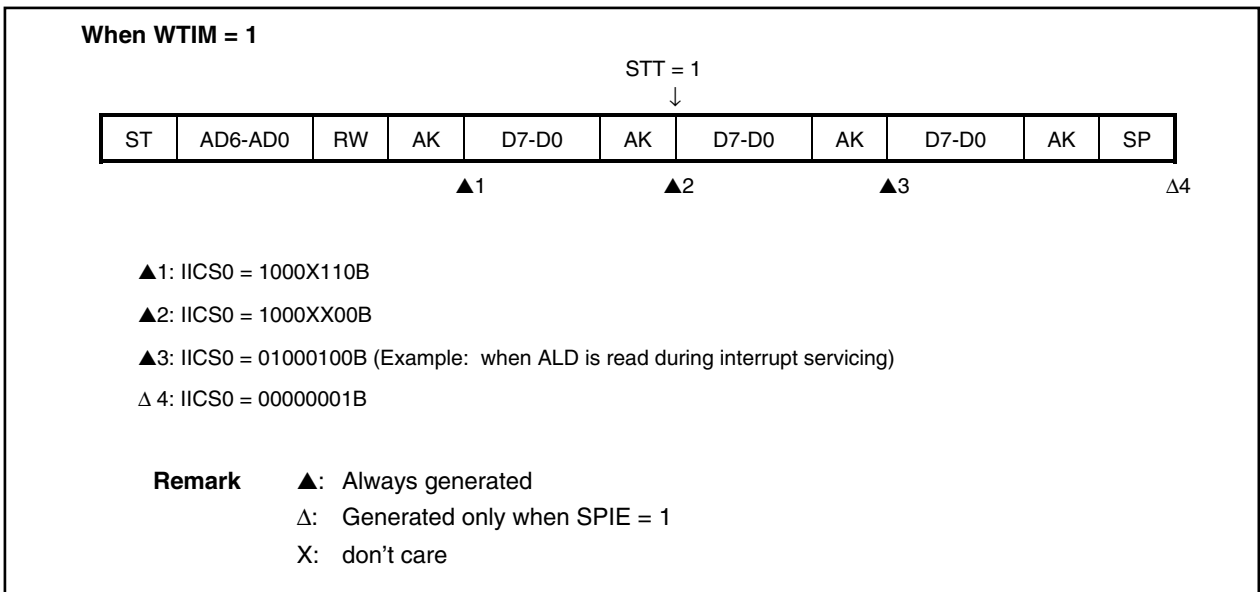 When WTIM = 1
STT = 1
↓
ST AD6-AD0 RW AK D7-D0 AK D7-D0 AK D7-D0 AK SP
▲1 ▲2 ▲3 Δ4
▲1: IICS0 = 1000X110B
▲2: IICS0 = 1000XX00B
▲3: IICS0 = 01000100B (Example: when ALD is read during interrupt servicing)
Δ 4: IICS0 = 00000001B
Remark ▲: Always generated
Δ: Generated only when SPIE = 1
X: don't care